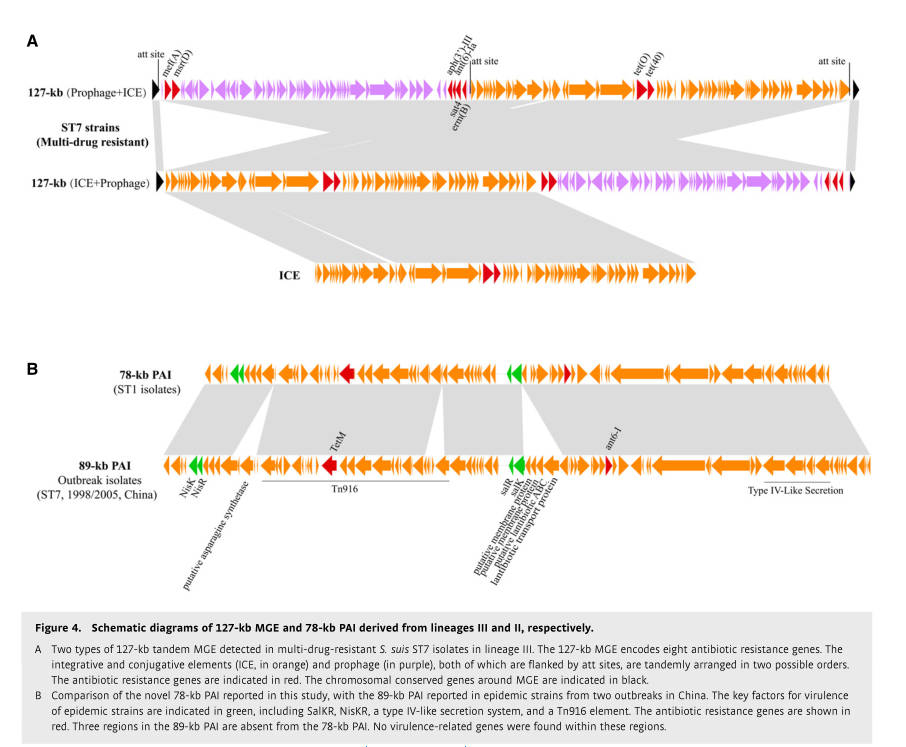 A
att site
mef(A)
msr(D)
aph(3')-III
ant(6)-Ia
att site
tet(O)
tet(40)
att site
127-kb (Prophage+ICE)
sat4
erm(B)
ST7 strains
(Multi-drug resistant)
127-kb (ICE+Prophage)
ICE
B
78-kb PAI
(ST1 isolates)
89-kb PAI
Outbreak isolates
(ST7, 1998/2005, China)
NisK
NisR
putative asparagine synthetase
TetM
Tn916
salR
salK
putative membrane protein
putative membrane protein
putative lantibiotic ABC
lantibiotic transport protein
ant6-I
Type IV-Like Secretion
Figure 4. Schematic diagrams of 127-kb MGE and 78-kb PAI derived from lineages III and II, respectively.
A Two types of 127-kb tandem MGE detected in multi-drug-resistant S. suis ST7 isolates in lineage III. The 127-kb MGE encodes eight antibiotic resistance genes. The
integrative and conjugative elements (ICE, in orange) and prophage (in purple), both of which are flanked by att sites, are tandemly arranged in two possible orders.
The antibiotic resistance genes are indicated in red. The chromosomal conserved genes around MGE are indicated in black.
B Comparison of the novel 78-kb PAI reported in this study, with the 89-kb PAI reported in epidemic strains from two outbreaks in China. The key factors for virulence
of epidemic strains are indicated in green, including SalKR, NisKR, a type IV-like secretion system, and a Tn916 element. The antibiotic resistance genes are shown in
red. Three regions in the 89-kb PAI are absent from the 78-kb PAI. No virulence-related genes were found within these regions.